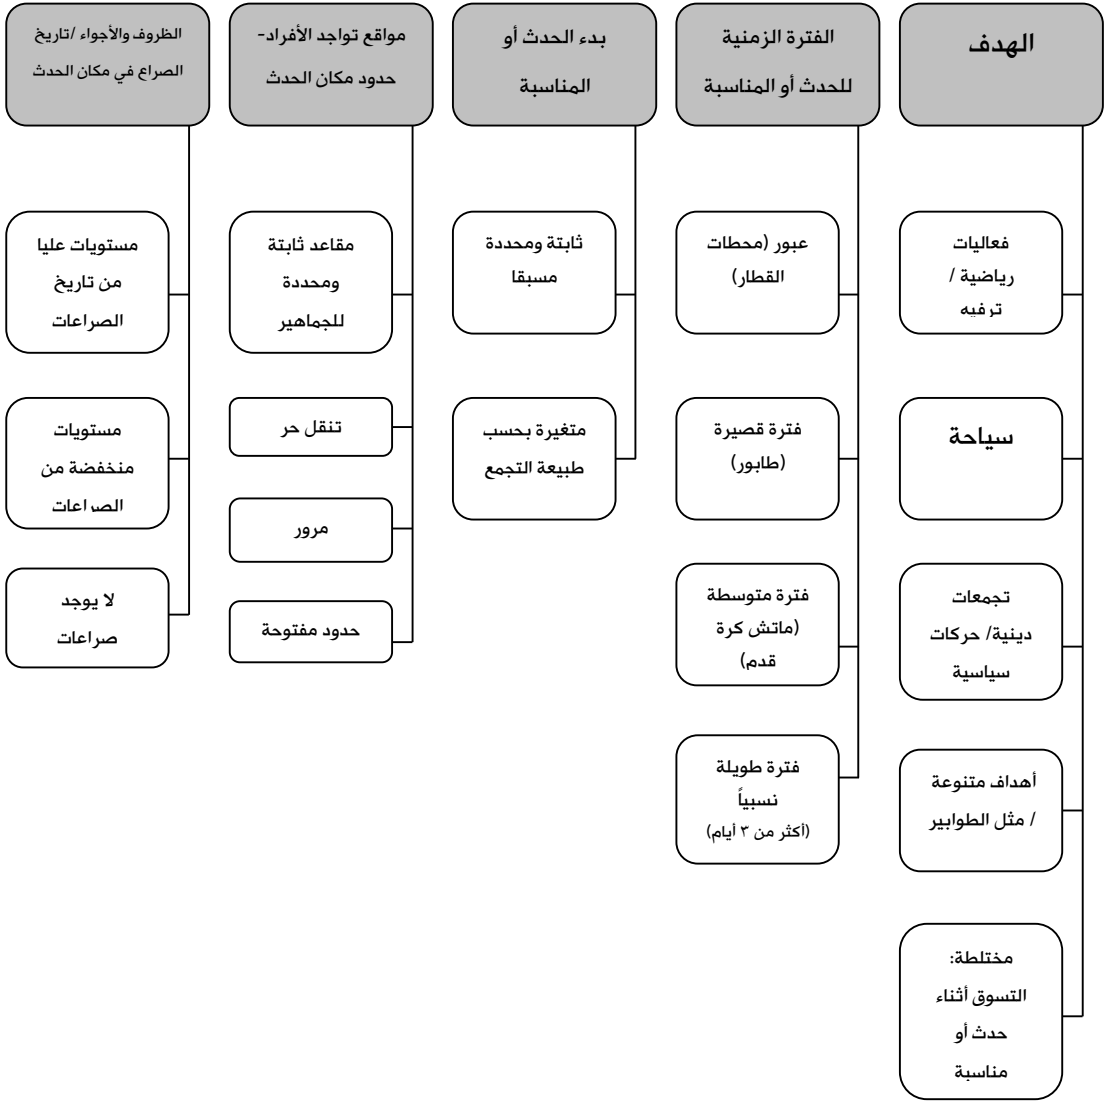 الهدف
فعاليات
رياضية /
ترفيه
سياحة
تجمعات
دينية/ حركات
سياسية
أهداف متنوعة
/ مثل الطوابير
مختلطة:
التسوق أثناء
حدث أو
مناسبة
الفترة الزمنية
للحدث أو المناسبة
عبور (محطات
القطار)
فترة قصيرة
(طابور)
فترة متوسطة
(ماتش كرة
قدم)
فترة طويلة
نسبياً
(أكثر من ٣ أيام)
بدء الحدث أو
المناسبة
ثابتة ومحددة
مسبقا
متغيرة بحسب
طبيعة التجمع
مواقع تواجد الأفراد-
حدود مكان الحدث
مقاعد ثابتة
ومحددة
للجماهير
تنقل حر
مرور
حدود مفتوحة
الظروف والأجواء /تاريخ
الصراع في مكان الحدث
مستويات عليا
من تاريخ
الصراعات
مستويات
منخفضة من
الصراعات
لا يوجد
صراعات